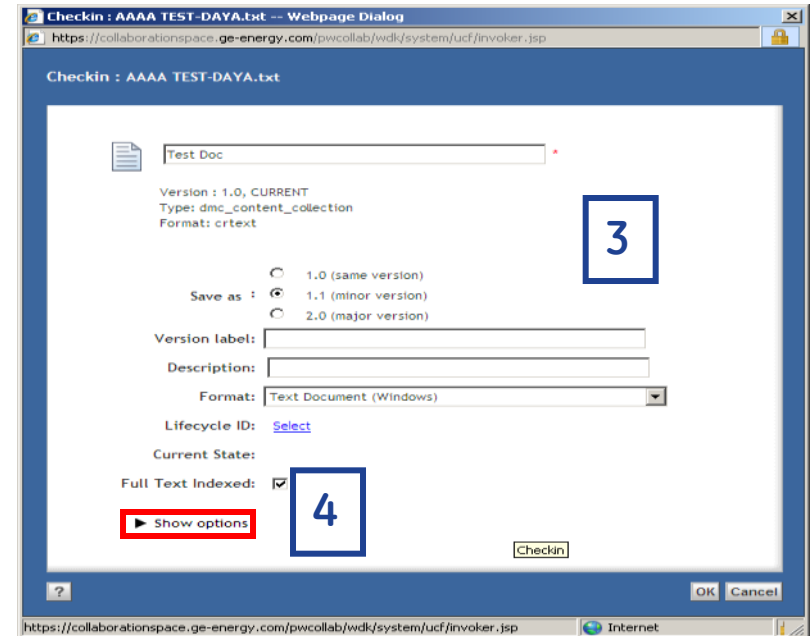 Checkin : AAAA TEST-DAYA.txt -- Webpage Dialog
https://collaborationspace.ge-energy.com/pwcollab/wdk/system/ucf/invoker.jsp
Checkin : AAAA TEST-DAYA.txt
Test Doc *
Version : 1.0, CURRENT
Type: dmc_content_collection
Format: crtext
3
1.0 (same version)
Save as : 1.1 (minor version)
2.0 (major version)
Version label:
Description:
Format: Text Document (Windows)
Lifecycle ID: Select
Current State:
Full Text Indexed:
4
Show options
Checkin
? OK Cancel
https://collaborationspace.ge-energy.com/pwcollab/wdk/system/ucf/invoker.jsp Internet